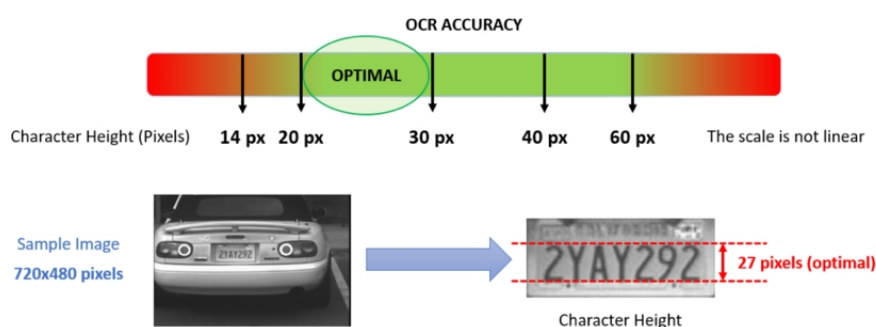 OCR ACCURACY
OPTIMAL
Character Height (Pixels) 14 px 20 px 30 px 40 px 60 px The scale is not linear
Sample Image
720x480 pixels
2YAY292
2YAY292
27 pixels (optimal)
Character Height